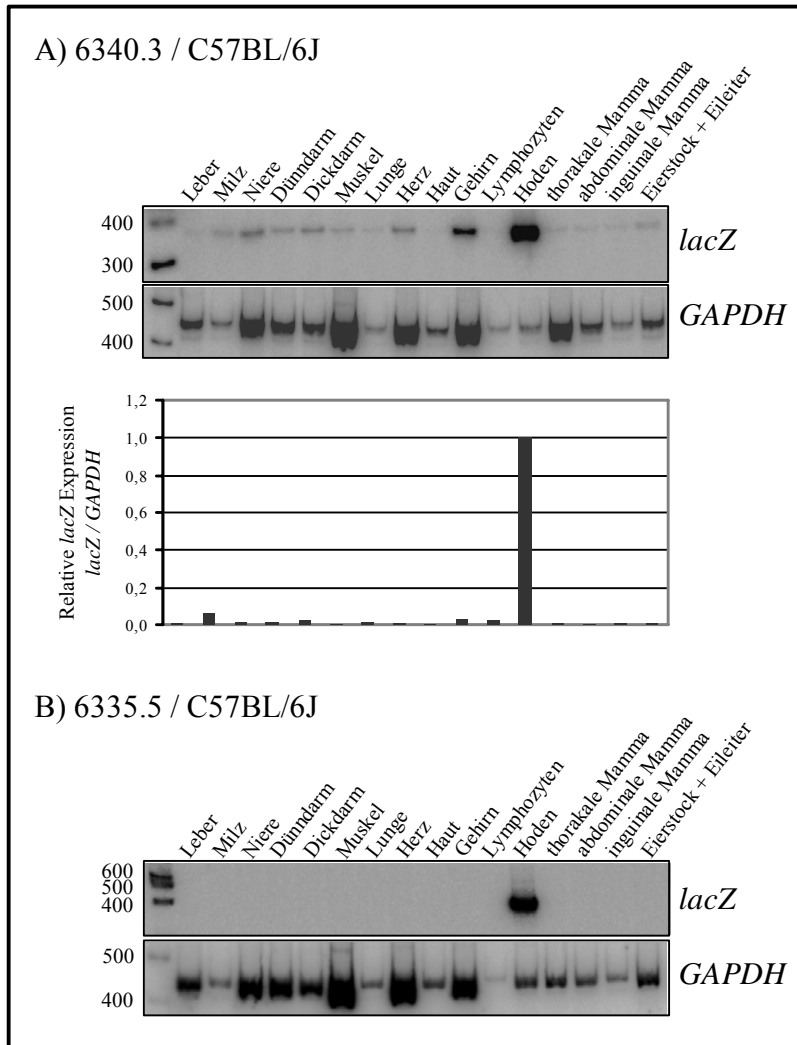 A) 6340.3 / C57BL/6J
Leber
Milz
Niere
Dünndarm
Dickdarm
Muskel
Lunge
Herz
Haut
Gehirn
Lymphozyten
Hoden
thorakale Mamma
abdominale Mamma
inguinale Mamma
Eierstock + Eileiter
400
300
lacZ
500
400
GAPDH
Relative lacZ Expression
lacZ / GAPDH
1,2
1,0
0,8
0,6
0,4
0,2
0,0
B) 6335.5 / C57BL/6J
Leber
Milz
Niere
Dünndarm
Dickdarm
Muskel
Lunge
Herz
Haut
Gehirn
Lymphozyten
Hoden
thorakale Mamma
abdominale Mamma
inguinale Mamma
Eierstock + Eileiter
600
500
400
lacZ
500
400
GAPDH